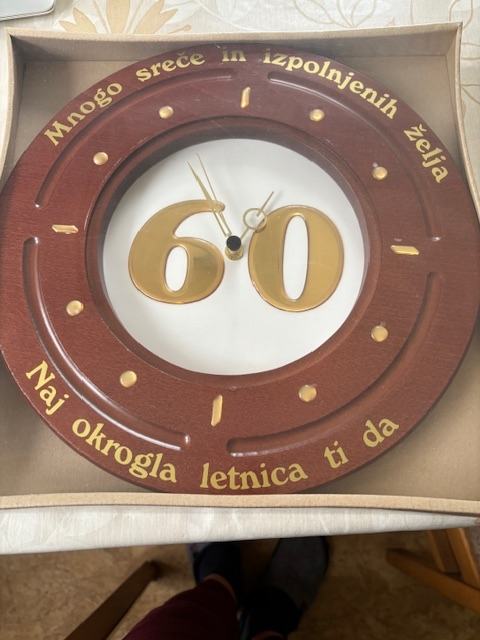 Mnogo sreče in izpolnjenih želja
60
Naj okrogla letnica ti da